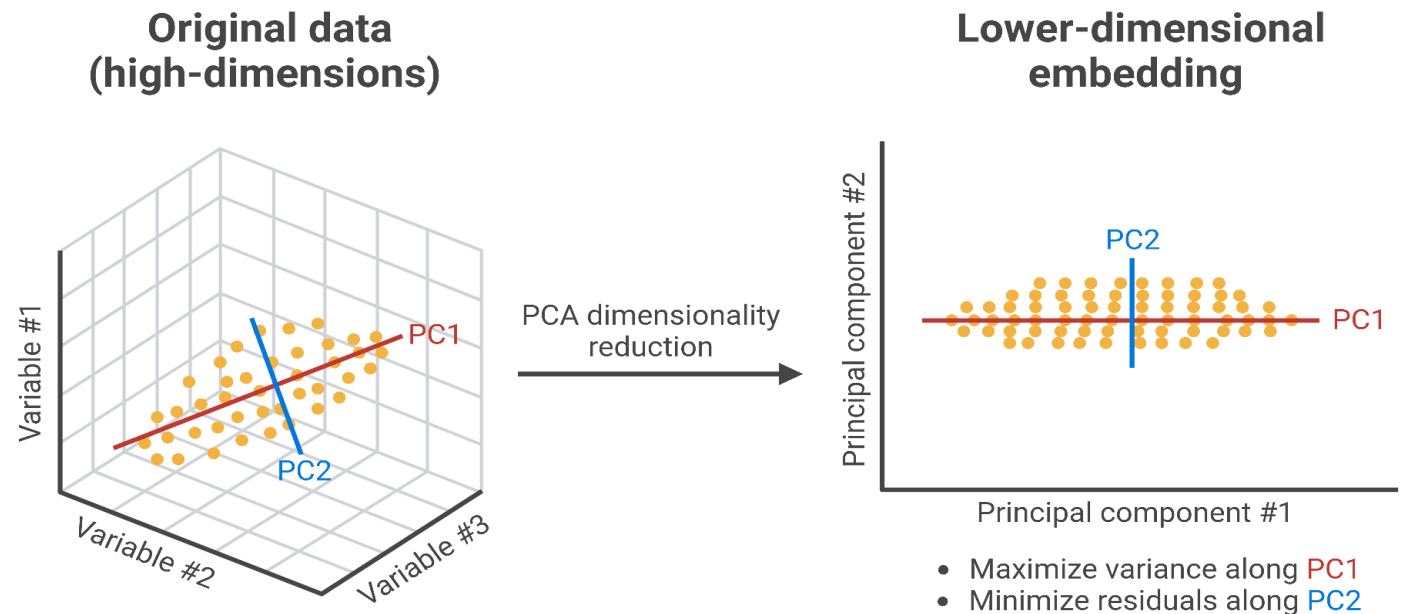 Original data
(high-dimensions)
Variable #1
Variable #2
Variable #3
PC1
PC2
PCA dimensionality
reduction
Lower-dimensional
embedding
Principal component #2
PC2
PC1
Principal component #1
• Maximize variance along PC1
• Minimize residuals along PC2